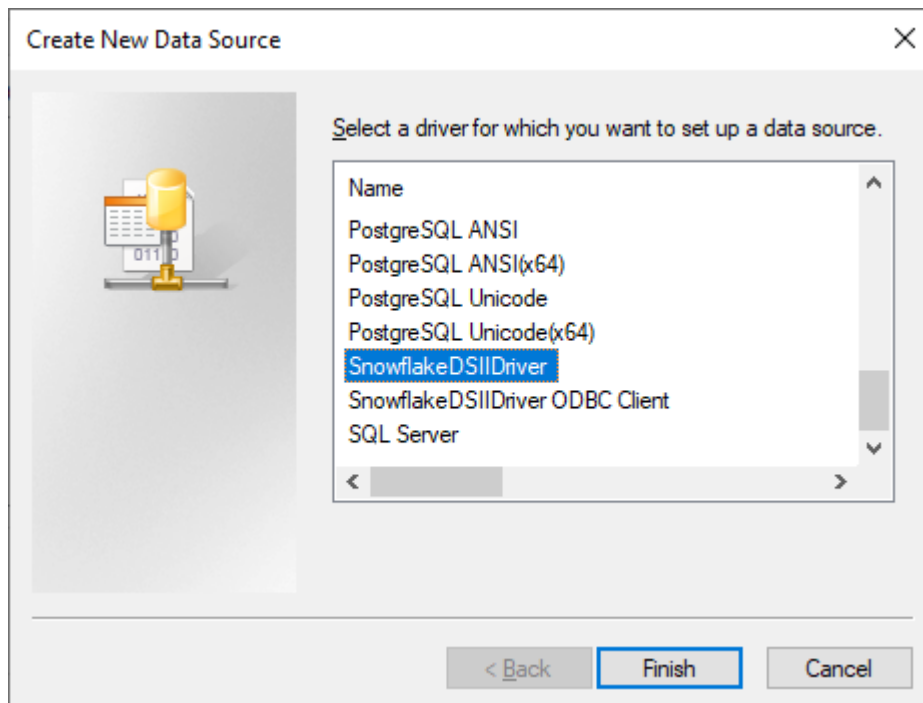 Create New Data Source
Select a driver for which you want to set up a data source.
Name
PostgreSQL ANSI
PostgreSQL ANSI(x64)
PostgreSQL Unicode
PostgreSQL Unicode(x64)
SnowflakeDSIIDriver
SnowflakeDSIIDriver ODBC Client
SQL Server
< Back
Finish
Cancel